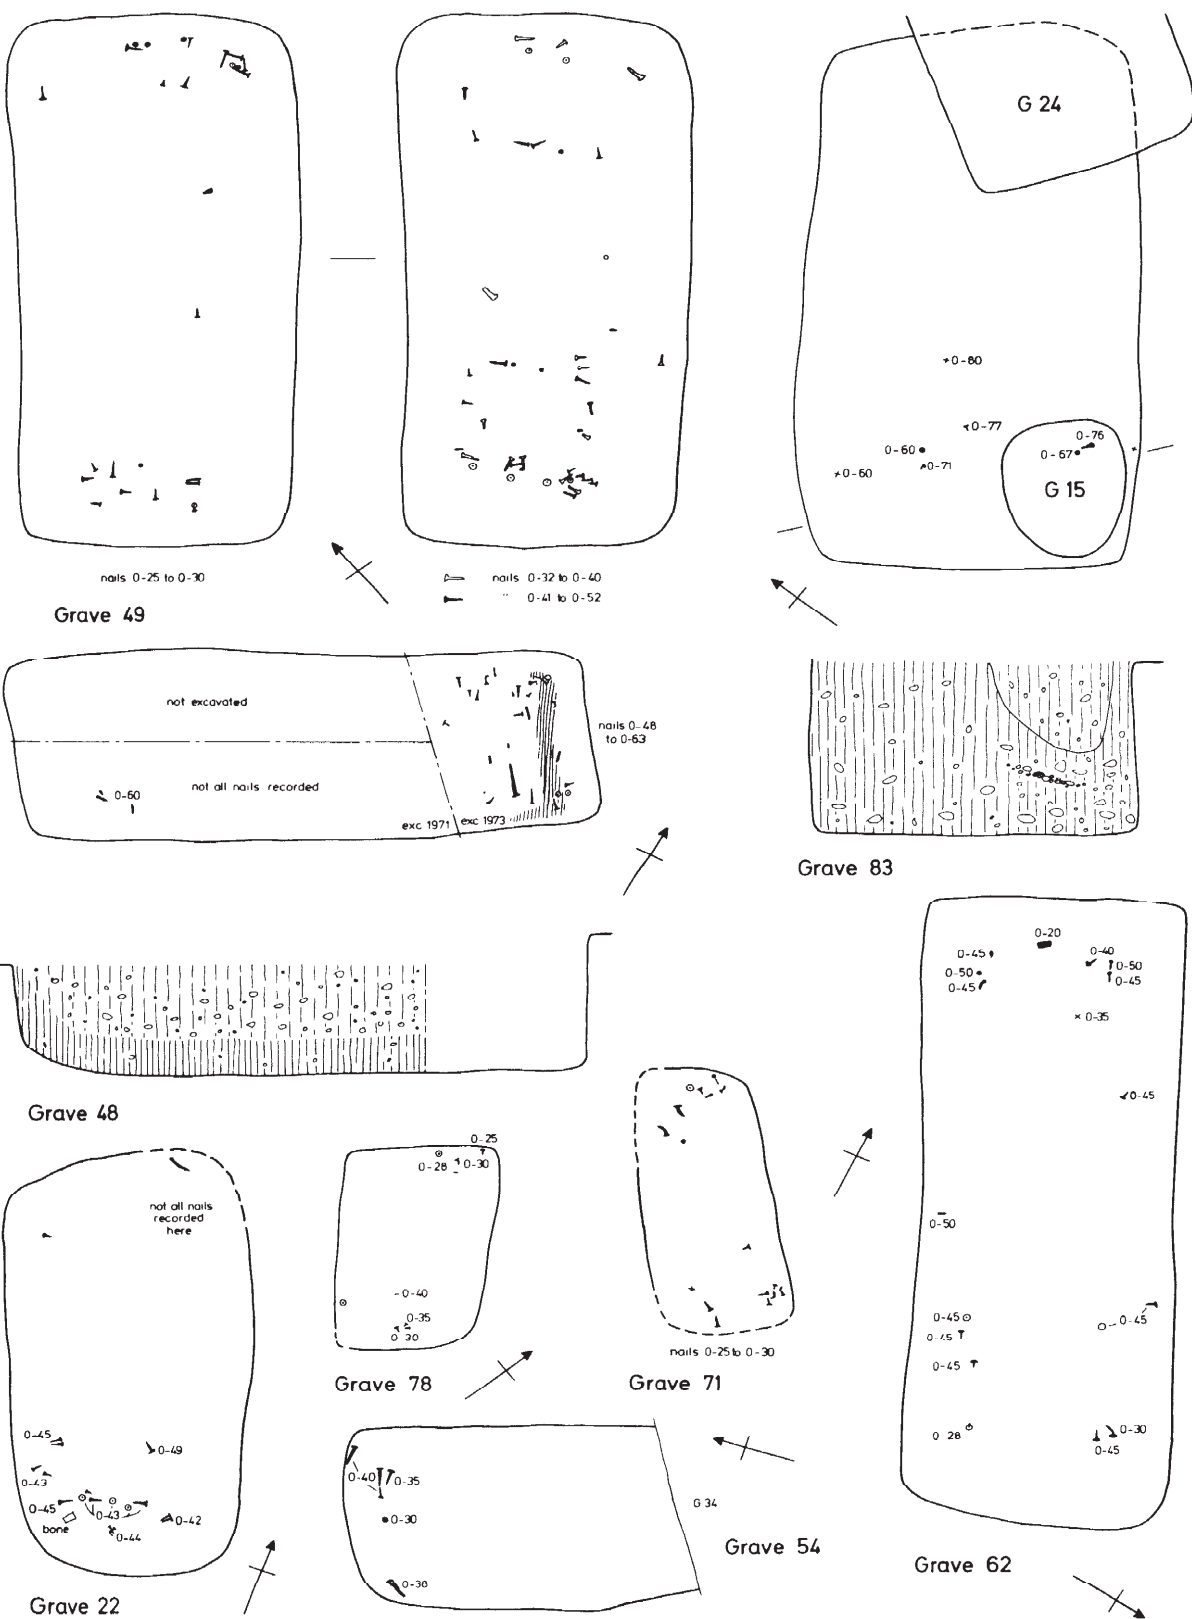 nails 0-25 to 0-30
Grave 49
nails 0-32 to 0-40
" 0-41 to 0-52
G 24
0-80
0-77
0-76
0-60
0-67
0-71
0-60
G 15
Grave 83
not excavated
nails 0-48
to 0-63
not all nails recorded
0-60
exc 1971
exc 1973
Grave 48
0-20
0-45
0-40
0-50
0-50
0-45
0-45
0-35
0-45
0-50
0-45
0-45
0-45
0-45
0 28
0-30
0-45
Grave 62
nails 0-25 to 0-30
Grave 71
0-25
0-28
0-30
0-40
0-35
0 30
Grave 78
not all nails
recorded
here
0-45
0-49
0-43
0-45
0-43
0-42
bone
0-44
Grave 22
0-40
0-35
0-30
0-30
G 34
Grave 54